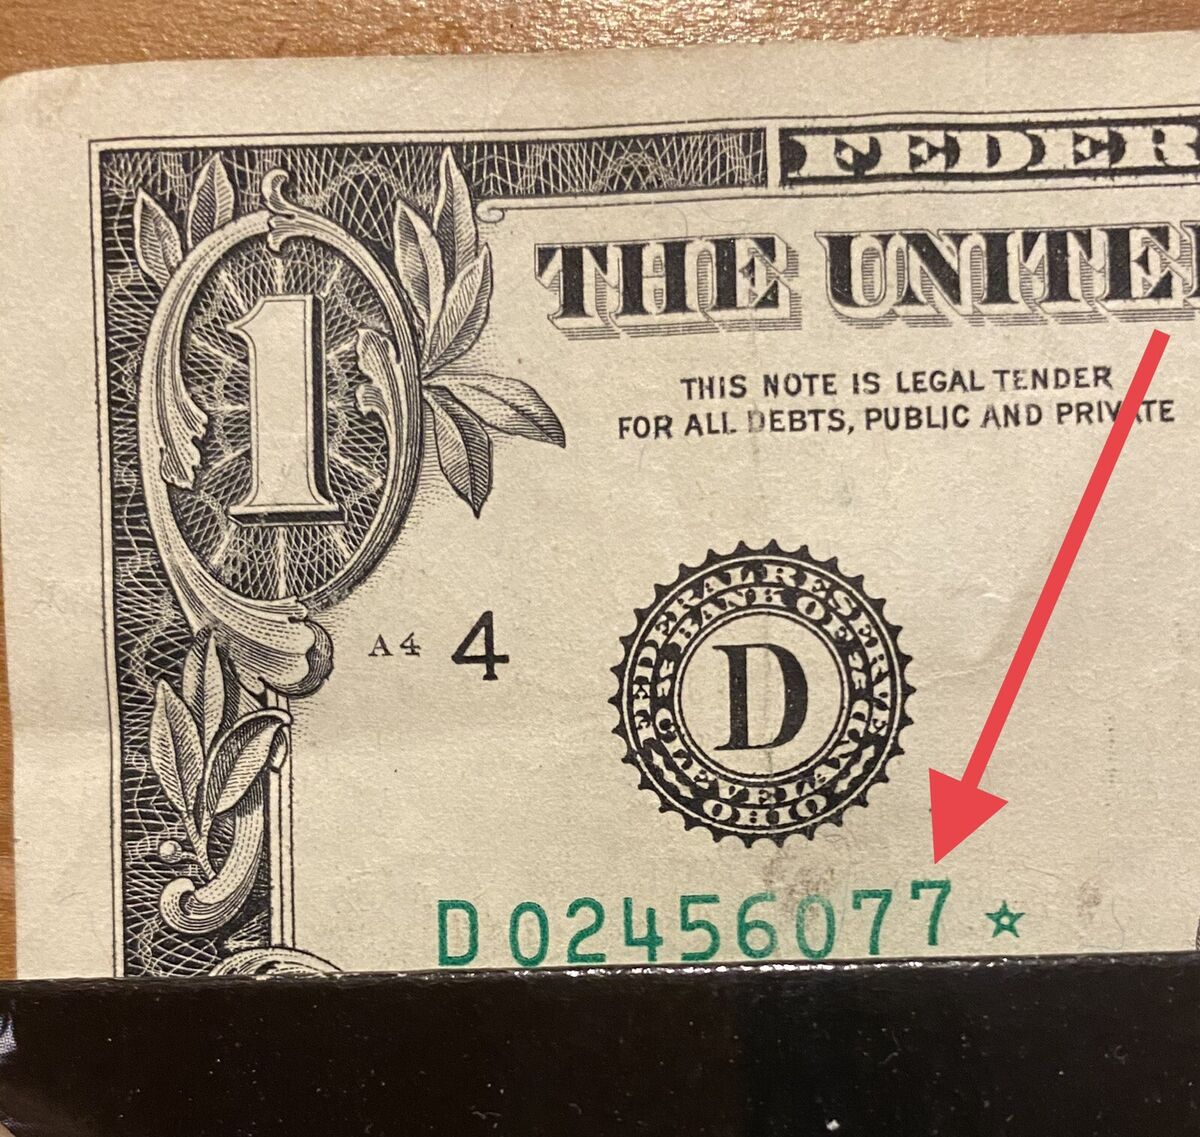 FEDER
THE UNITE
THIS NOTE IS LEGAL TENDER
FOR ALL DEBTS, PUBLIC AND PRIVATE
1
A4 4
FEDERAL RESERVE
BANK OF
D
CLEVELAND
OHIO
D 02456077 ☆